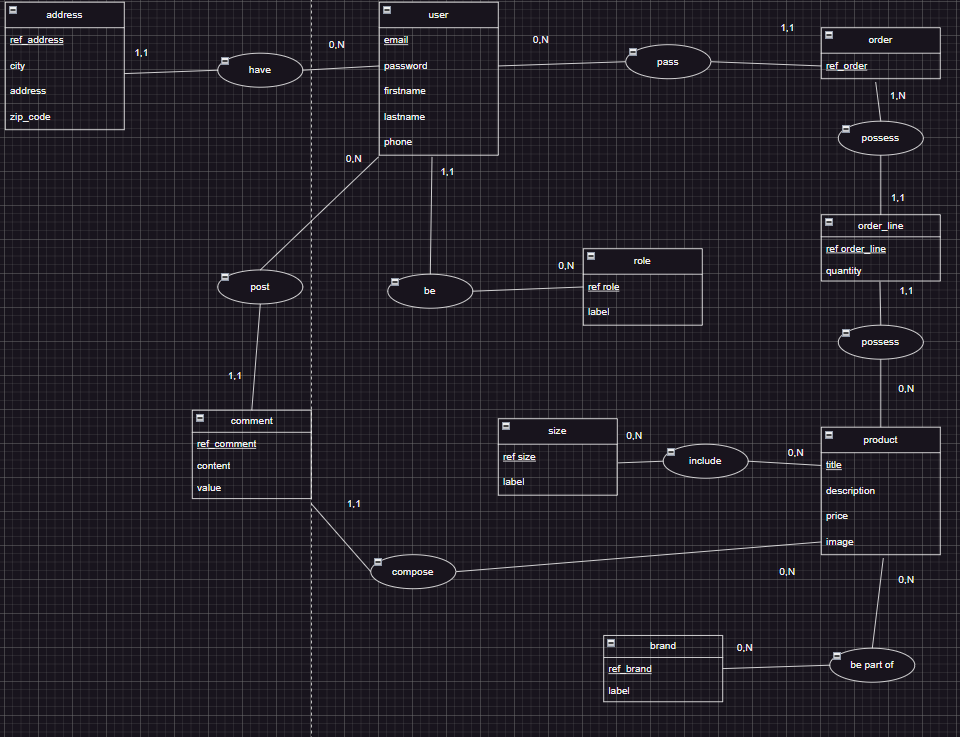 address
ref_address
city
address
zip_code
1,1
have
0,N
user
email
password
firstname
lastname
phone
0,N
pass
1,1
order
ref_order
1,N
possess
1,1
order_line
ref order_line
quantity
1,1
possess
0,N
0,N
post
1,1
1,1
be
0,N
role
ref role
label
comment
ref_comment
content
value
1,1
compose
0,N
size
ref size
label
0,N
include
0,N
product
title
description
price
image
0,N
be part of
0,N
brand
ref_brand
label